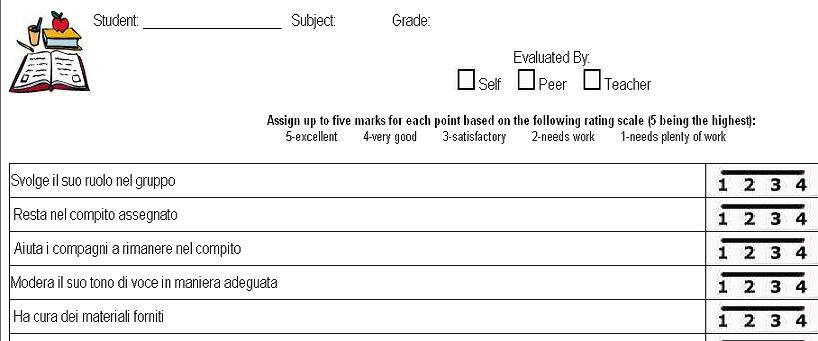 Student: __________________ Subject: Grade:
Evaluated By:
Self Peer Teacher
Assign up to five marks for each point based on the following rating scale (5 being the highest):
5-excellent 4-very good 3-satisfactory 2-needs work 1-needs plenty of work
Svolge il suo ruolo nel gruppo 1 2 3 4
Resta nel compito assegnato 1 2 3 4
Aiuta i compagni a rimanere nel compito 1 2 3 4
Modera il suo tono di voce in maniera adeguata 1 2 3 4
Ha cura dei materiali forniti 1 2 3 4